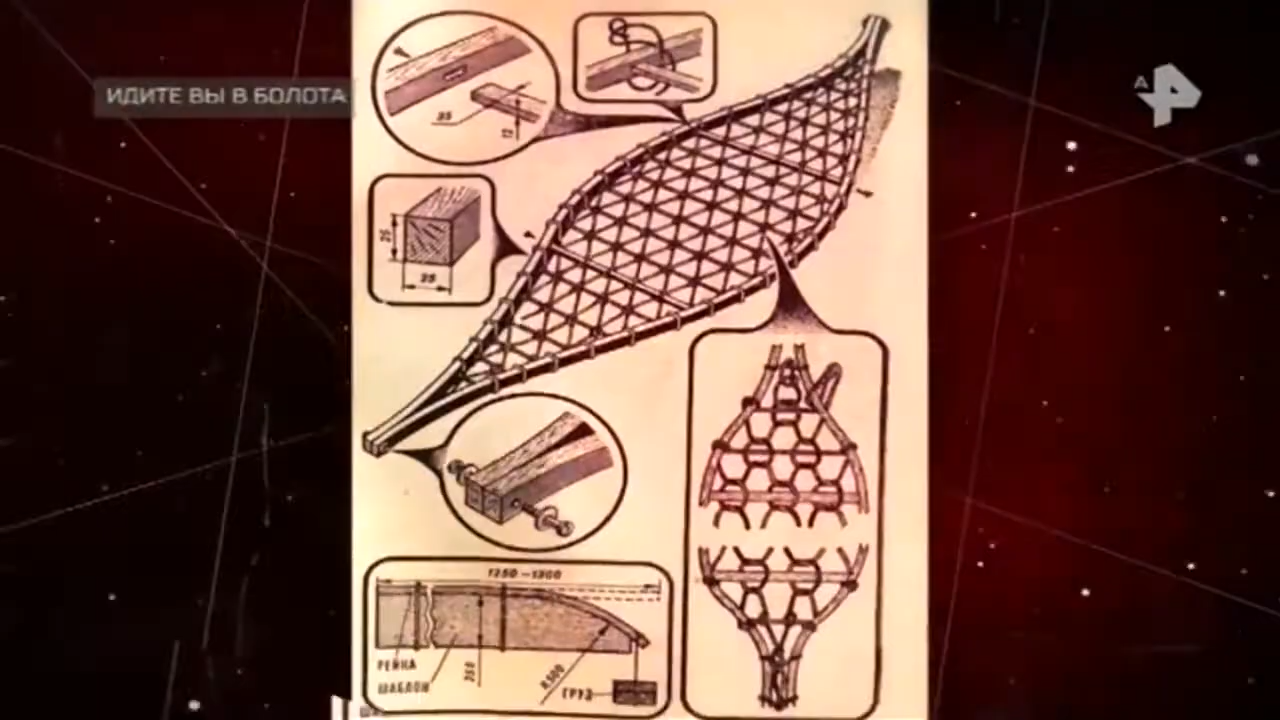 ИДИТЕ ВЫ В БОЛОТА
35
12
25
25
1250-1300
РЕЙКА
ШАБЛОН
350
R500
ГРУЗ